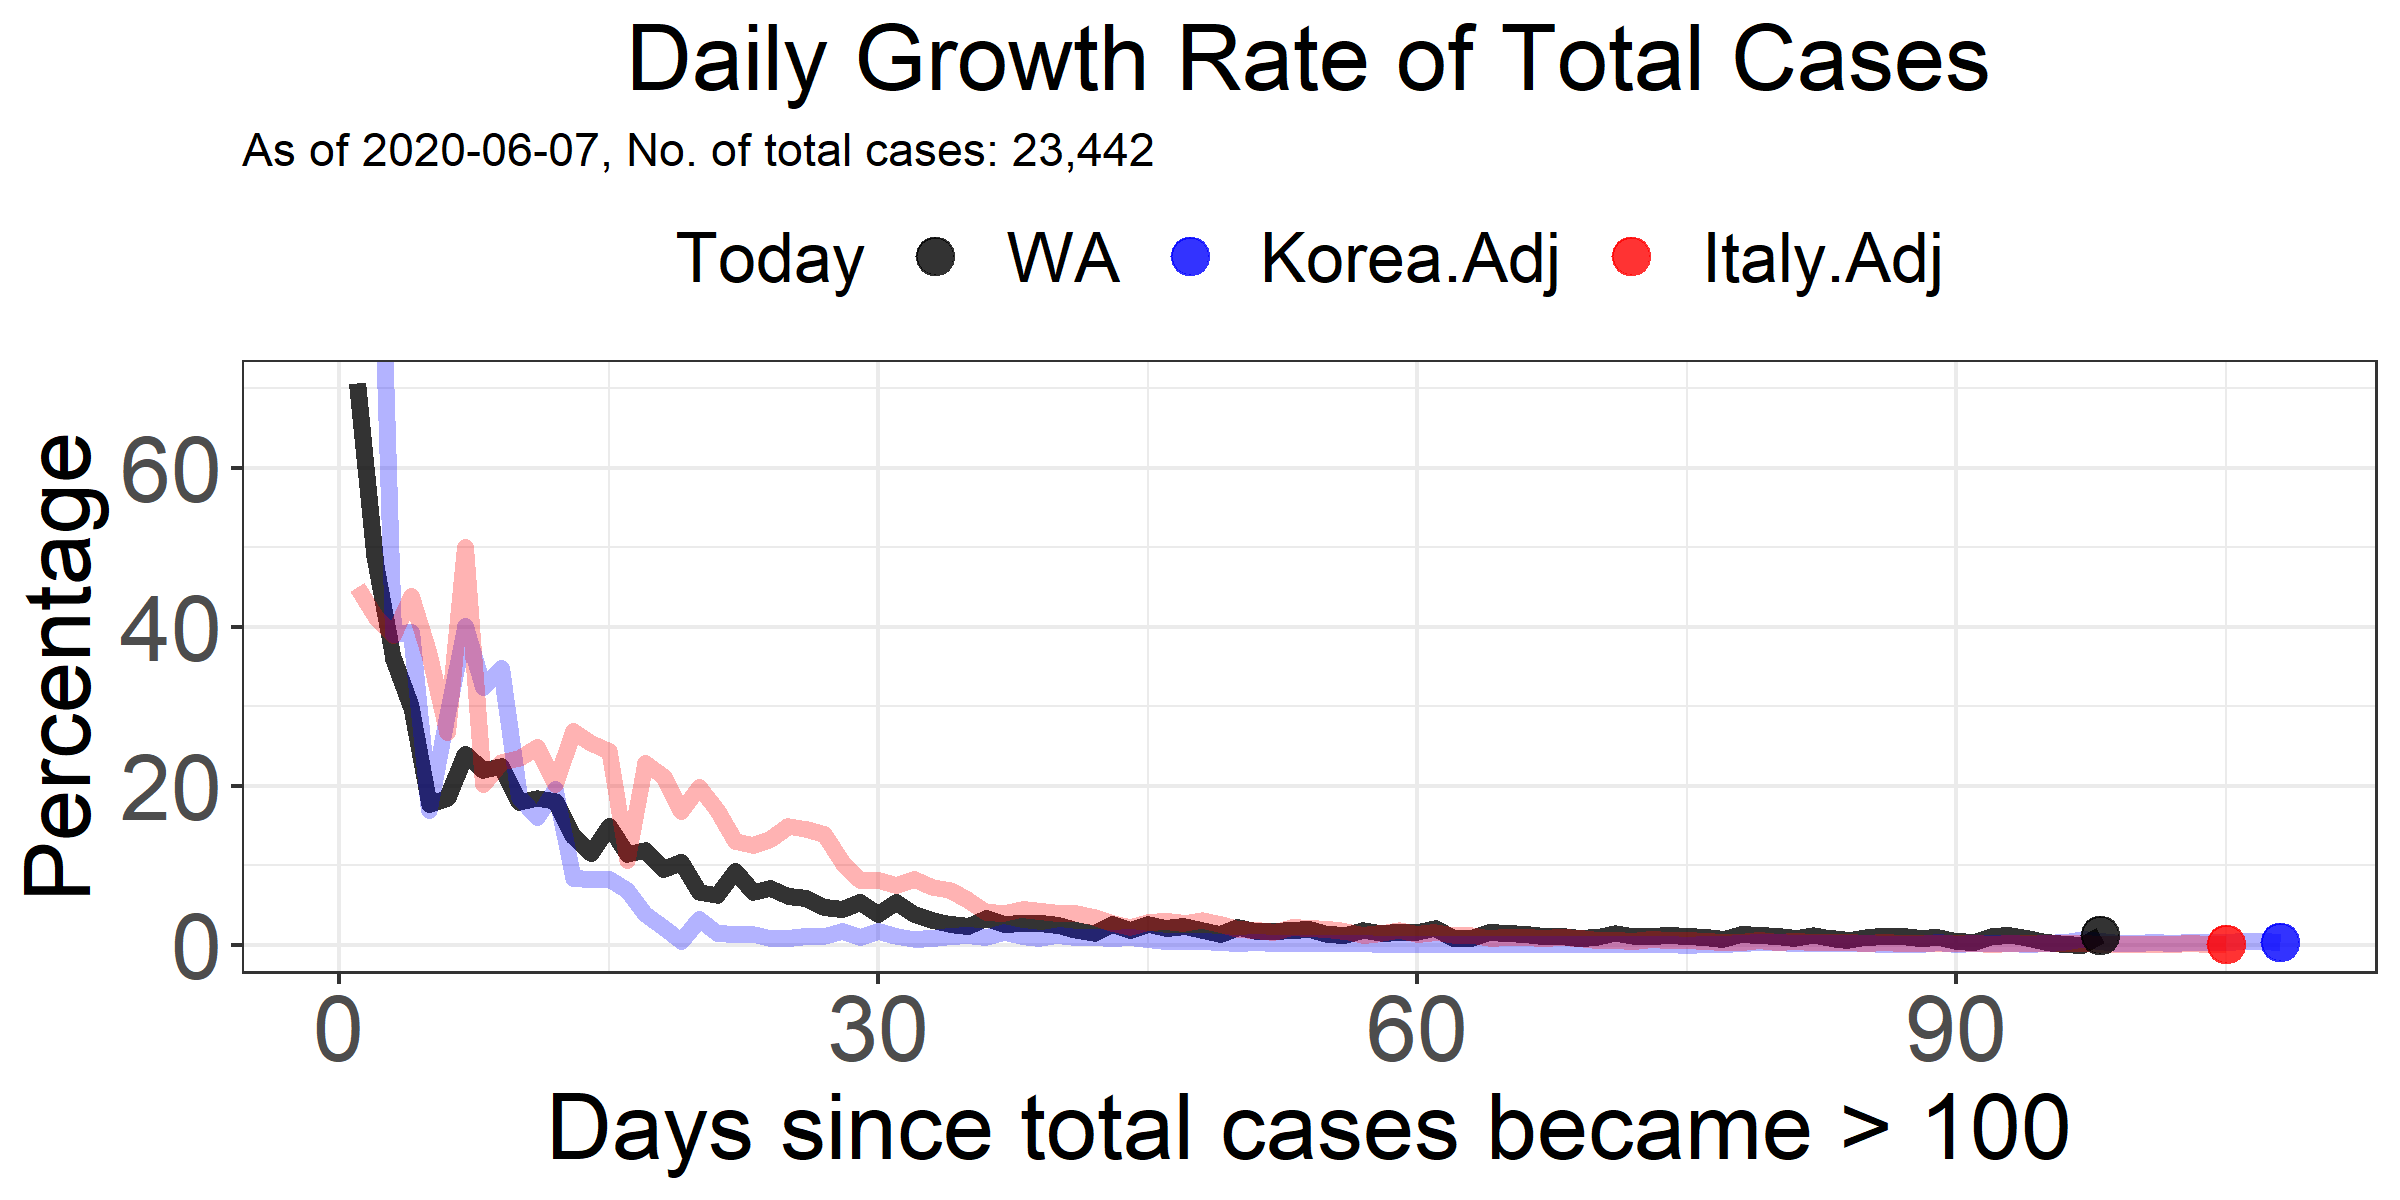 Daily Growth Rate of Total Cases
As of 2020-06-07, No. of total cases: 23,442
Today WA Korea.Adj Italy.Adj
Percentage
60
40
20
0
0 30 60 90
Days since total cases became > 100